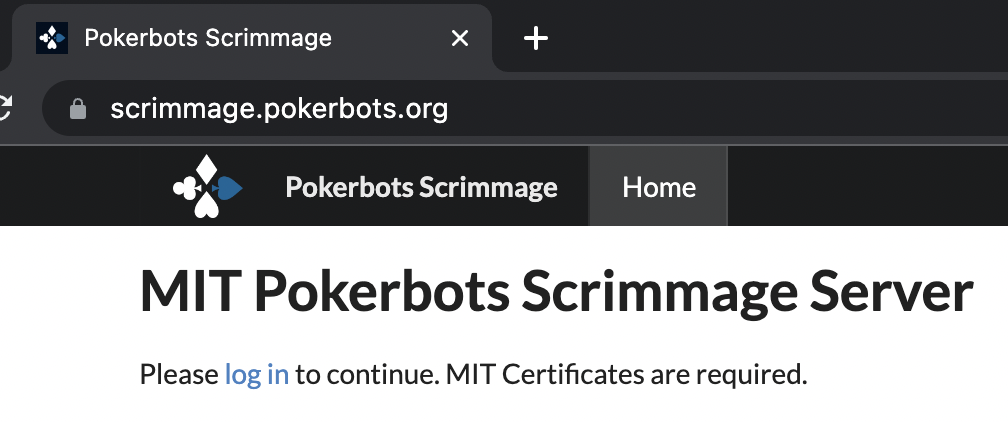 Pokerbots Scrimmage
scrimmage.pokerbots.org
Pokerbots Scrimmage Home
MIT Pokerbots Scrimmage Server
Please log in to continue. MIT Certificates are required.